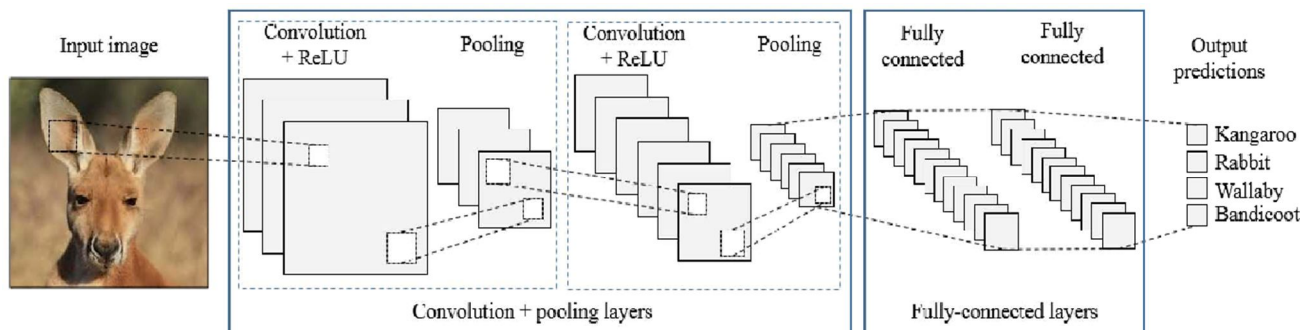 Input image
Convolution
+ ReLU
Pooling
Convolution
+ ReLU
Pooling
Fully
connected
Fully
connected
Output
predictions
Kangaroo
Rabbit
Wallaby
Bandicoot
Convolution + pooling layers
Fully-connected layers